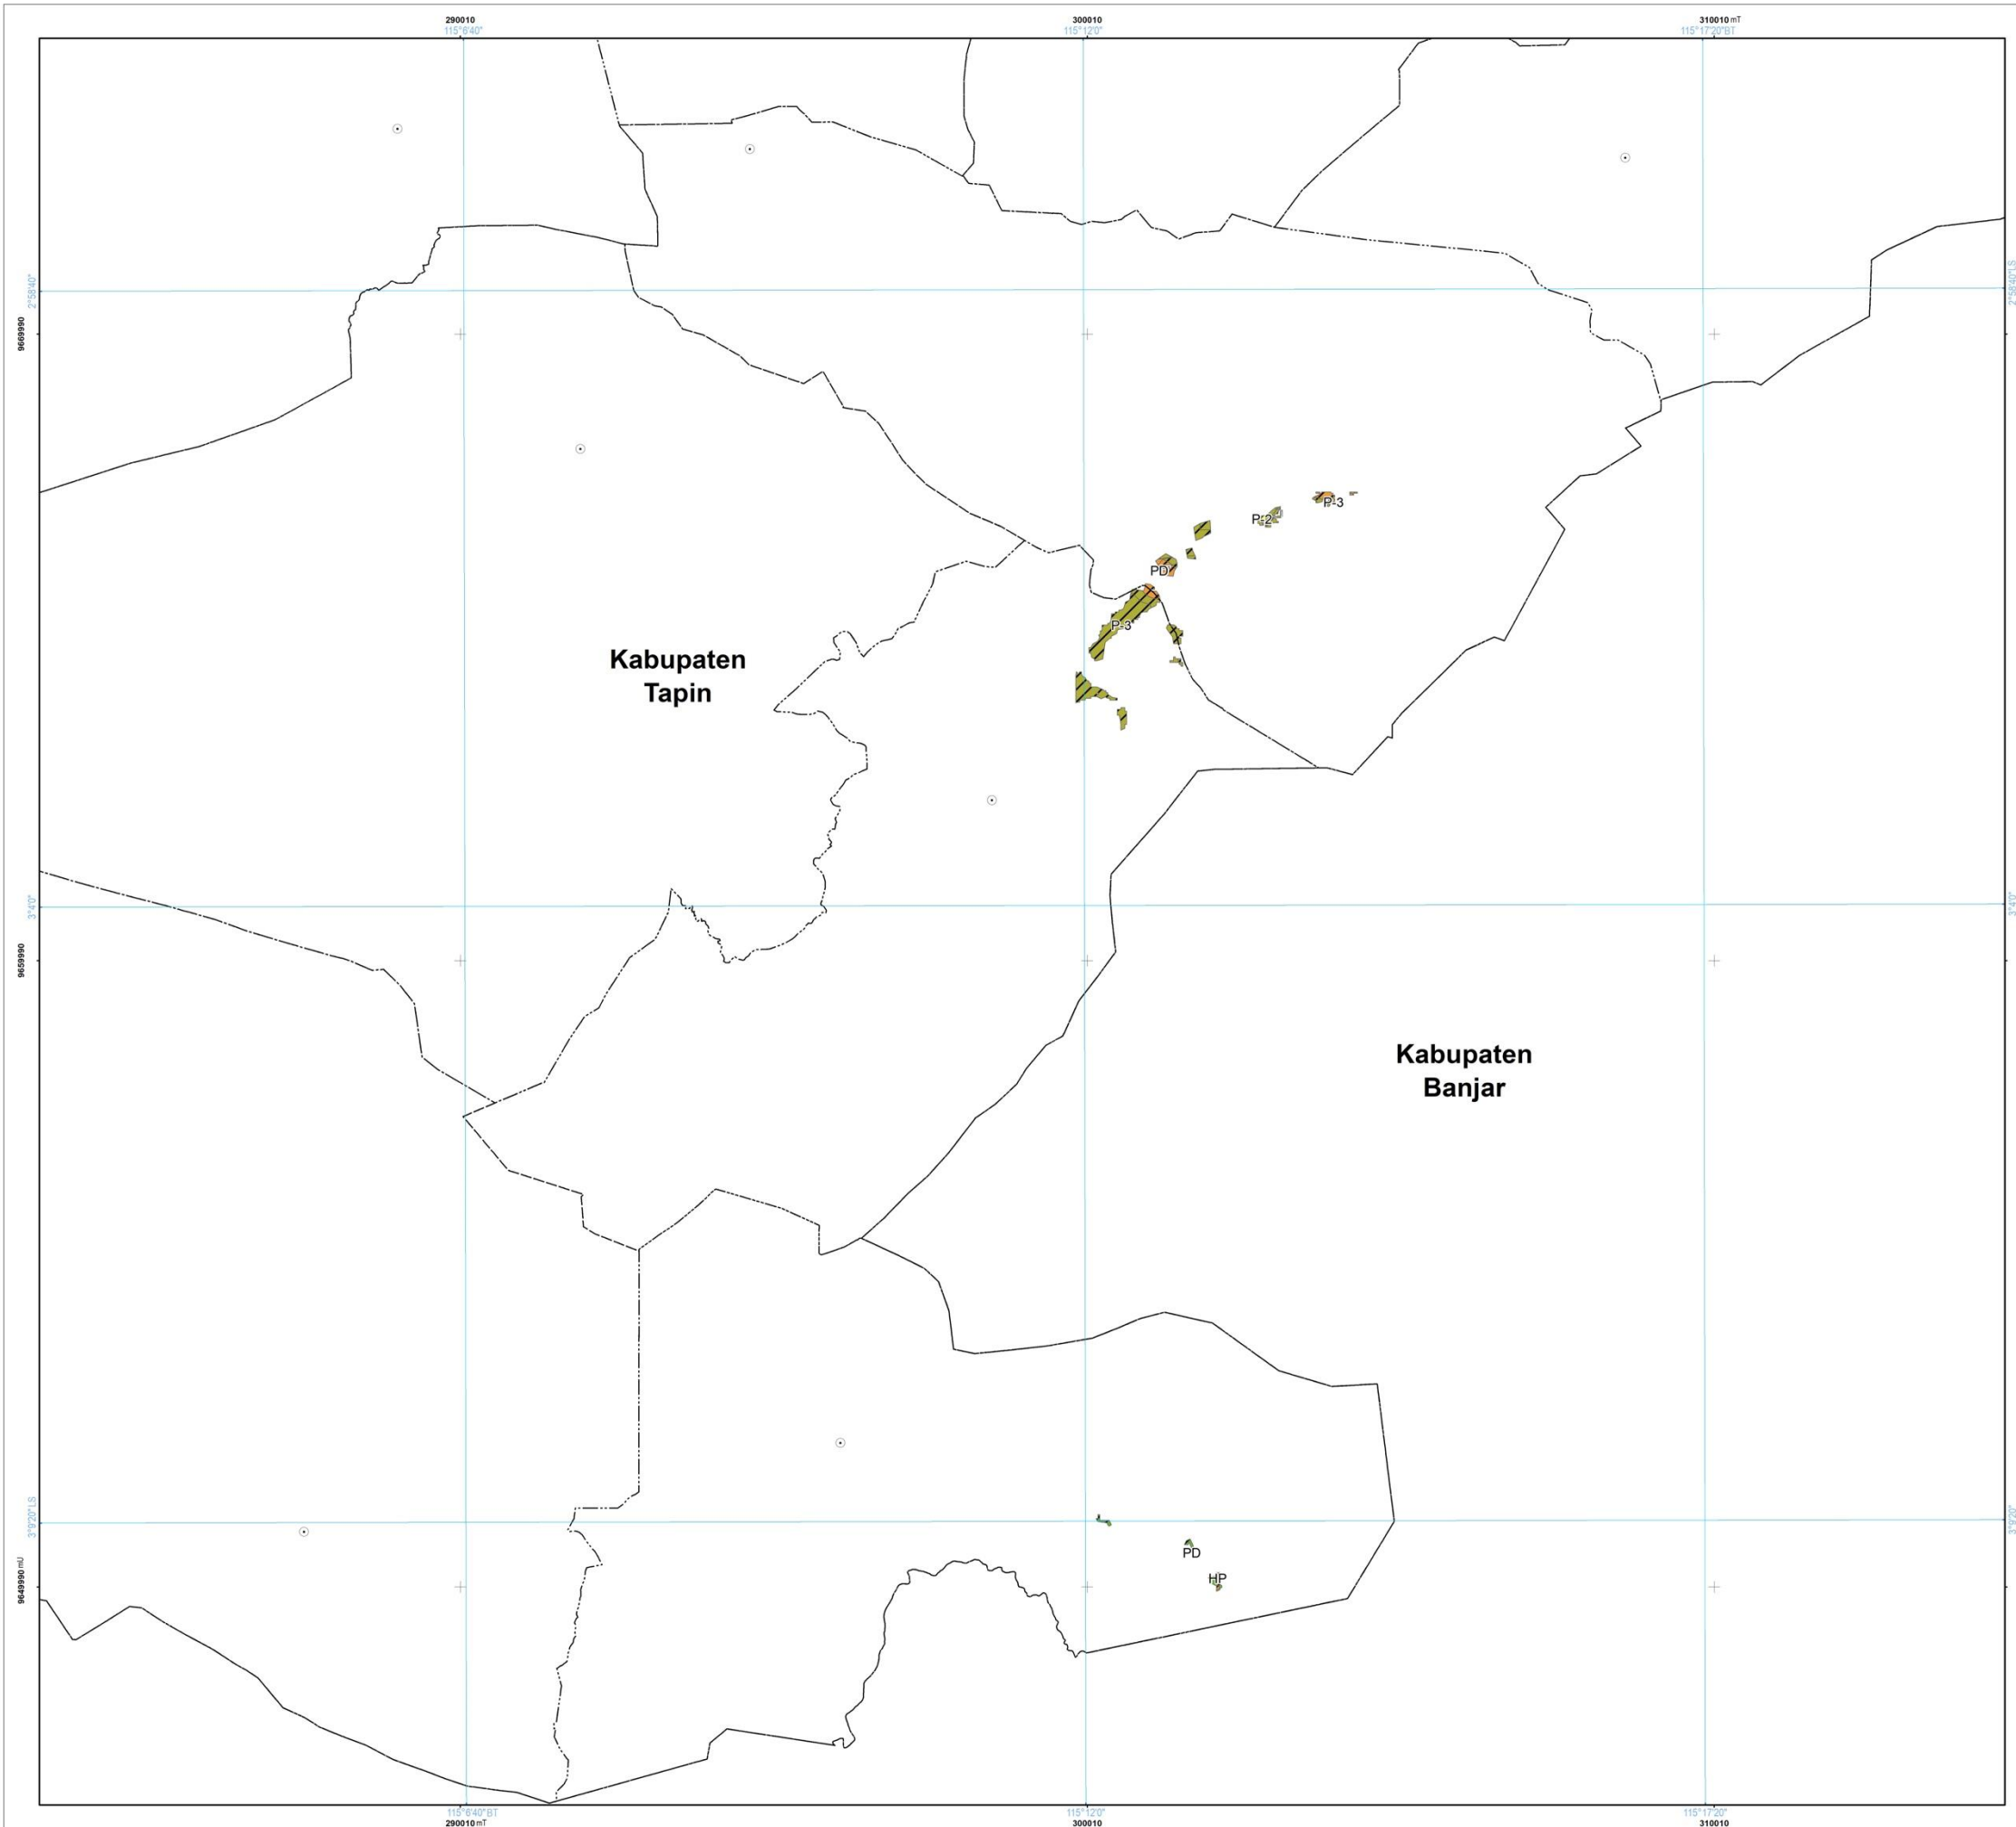 290010
300010
310010 mT
115°6'40"
115°12'0"
115°17'20"BT
2°58'40"
2°58'40"LS
9669990
P-3
P-2
PD
P-3
Kabupaten
Tapin
3°4'0"
3°4'0"
9659990
Kabupaten
Banjar
3°9'20"LS
3°9'20"
PD
HP
9649990 mU
115°6'40"BT
115°12'0"
115°17'20"
290010 mT
300010
310010